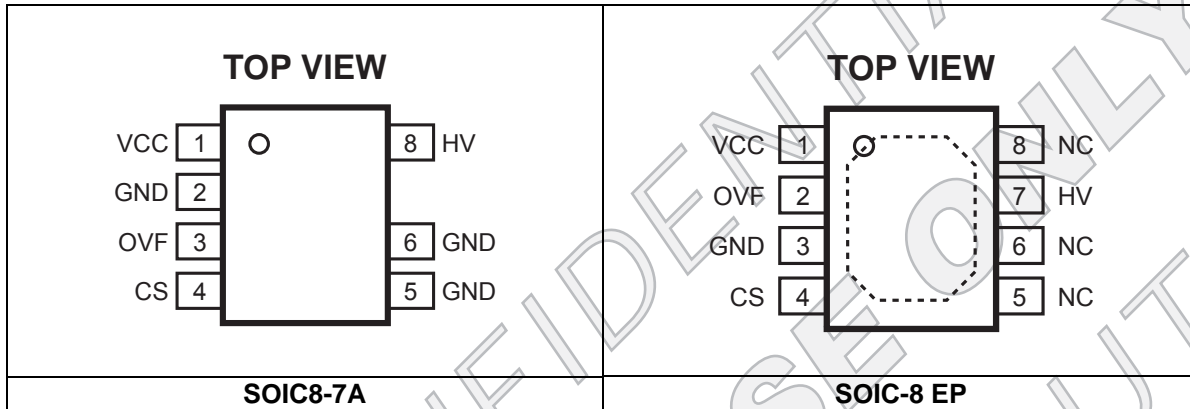 TOP VIEW
VCC 1 8 HV
GND 2
OVF 3 6 GND
CS 4 5 GND
SOIC8-7A
TOP VIEW
VCC 1 8 NC
OVF 2 7 HV
GND 3 6 NC
CS 4 5 NC
SOIC-8 EP